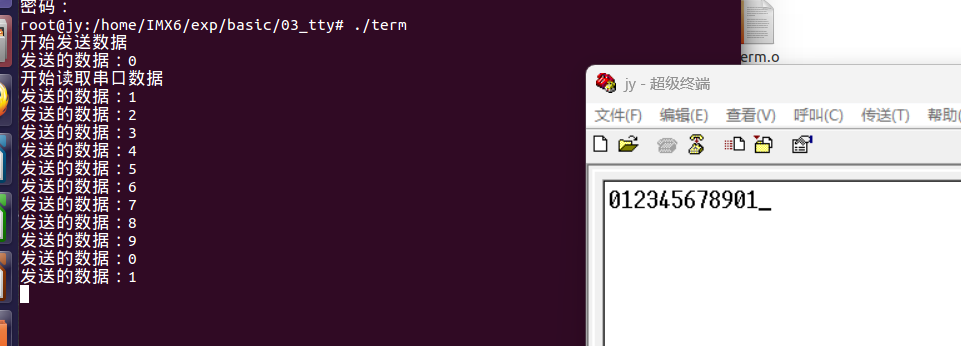 密码：
root@jy:/home/IMX6/exp/basic/03_tty# ./term
开始发送数据
发送的数据：0
开始读取串口数据
发送的数据：1
发送的数据：2
发送的数据：3
发送的数据：4
发送的数据：5
发送的数据：6
发送的数据：7
发送的数据：8
发送的数据：9
发送的数据：0
发送的数据：1
erm.o
jy - 超级终端
文件(F) 编辑(E) 查看(V) 呼叫(C) 传送(T) 帮助(
012345678901_